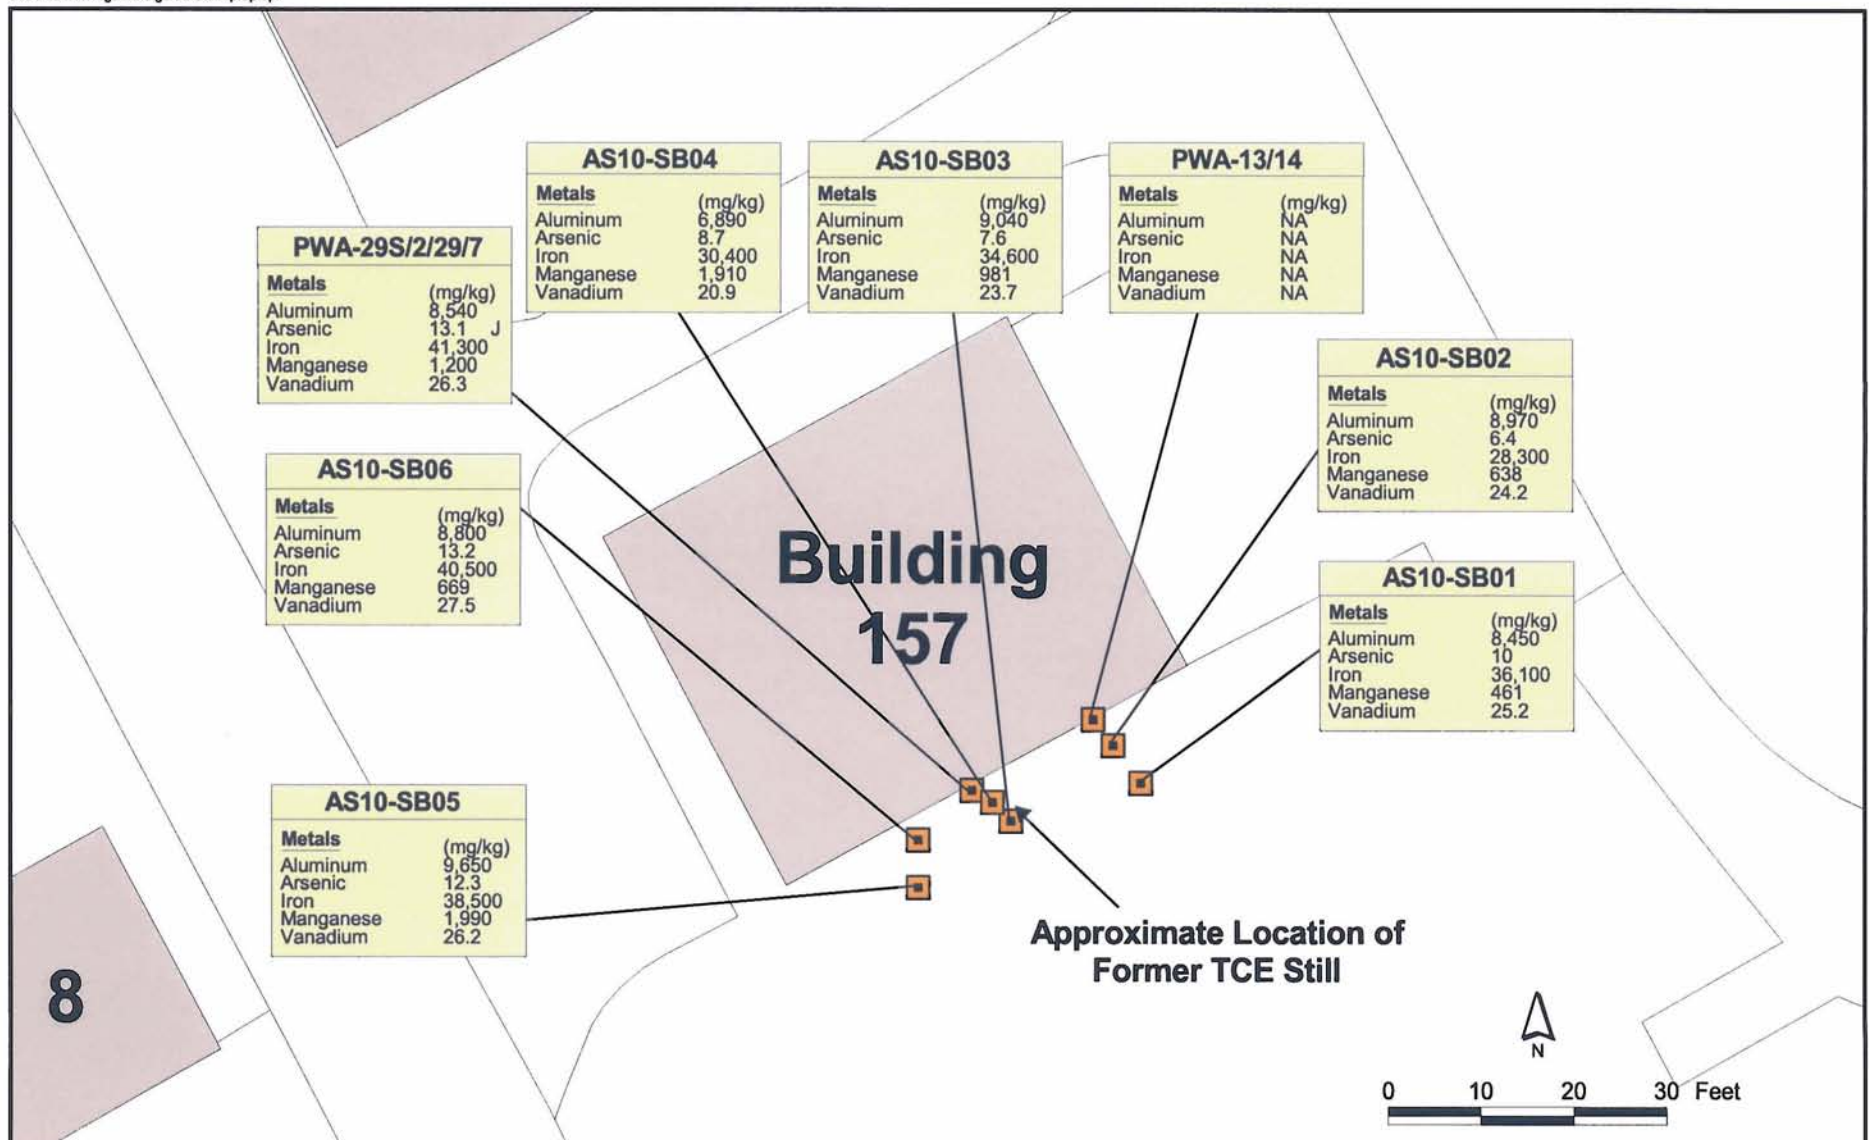 AS10-SB04
Metals
(mg/kg)
Aluminum 6,890
Arsenic 8.7
Iron 30,400
Manganese 1,910
Vanadium 20.9
AS10-SB03
Metals
(mg/kg)
Aluminum 9,040
Arsenic 7.6
Iron 34,600
Manganese 981
Vanadium 23.7
PWA-13/14
Metals
(mg/kg)
Aluminum NA
Arsenic NA
Iron NA
Manganese NA
Vanadium NA
PWA-29S/2/29/7
Metals
(mg/kg)
Aluminum 8,540
Arsenic 13.1 J
Iron 41,300
Manganese 1,200
Vanadium 26.3
AS10-SB02
Metals
(mg/kg)
Aluminum 8,970
Arsenic 6.4
Iron 28,300
Manganese 638
Vanadium 24.2
AS10-SB06
Metals
(mg/kg)
Aluminum 8,800
Arsenic 13.2
Iron 40,500
Manganese 669
Vanadium 27.5
Building
157
AS10-SB01
Metals
(mg/kg)
Aluminum 8,450
Arsenic 10
Iron 36,100
Manganese 461
Vanadium 25.2
AS10-SB05
Metals
(mg/kg)
Aluminum 9,650
Arsenic 12.3
Iron 38,500
Manganese 1,990
Vanadium 26.2
Approximate Location of
Former TCE Still
8
N
0 10 20 30 Feet